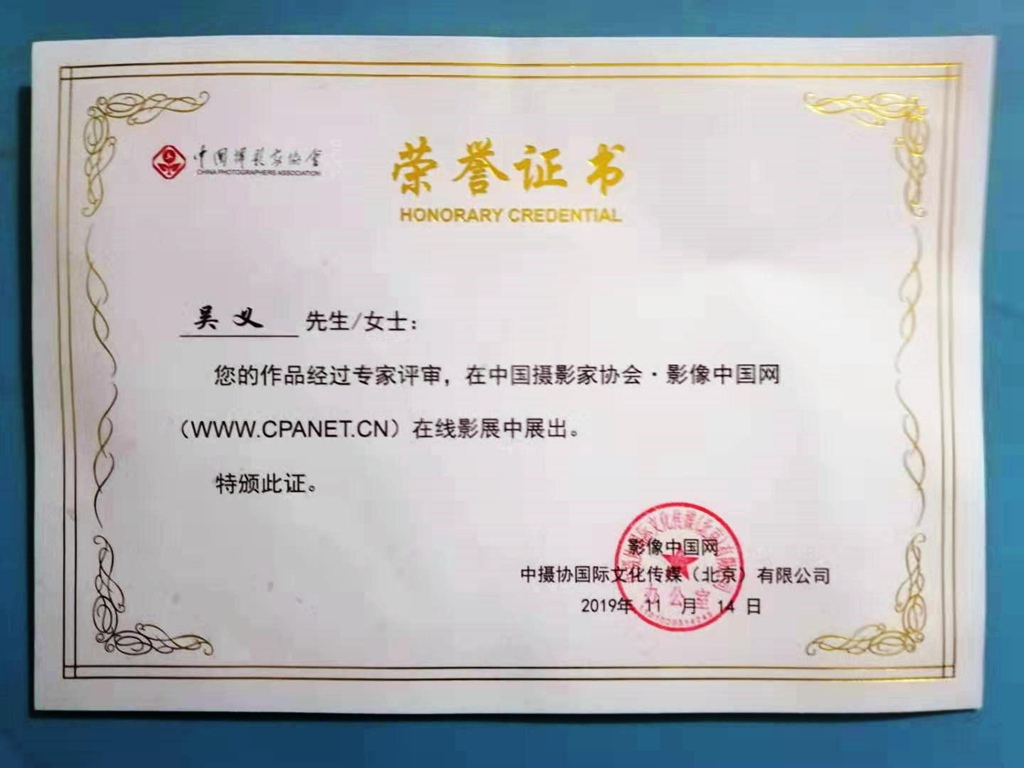 中国摄影家协会
CHINA PHOTOGRAPHERS ASSOCIATION
荣誉证书
HONORARY CREDENTIAL
吴义 先生/女士:
您的作品经过专家评审,在中国摄影家协会·影像中国网
(WWW.CPANET.CN)在线影展中展出。
特颁此证。
影像中国网
中摄协国际文化传媒(北京)有限公司
2019年 11 月 14 日
办公室